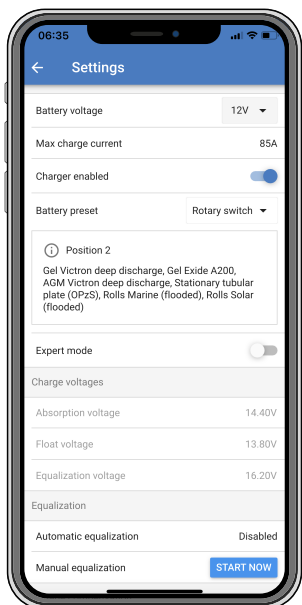 06:35
Settings
Battery voltage 12V
Max charge current 85A
Charger enabled
Battery preset Rotary switch
Position 2
Gel Victron deep discharge, Gel Exide A200,
AGM Victron deep discharge, Stationary tubular
plate (OPzS), Rolls Marine (flooded), Rolls Solar
(flooded)
Expert mode
Charge voltages
Absorption voltage 14.40V
Float voltage 13.80V
Equalization voltage 16.20V
Equalization
Automatic equalization Disabled
Manual equalization START NOW